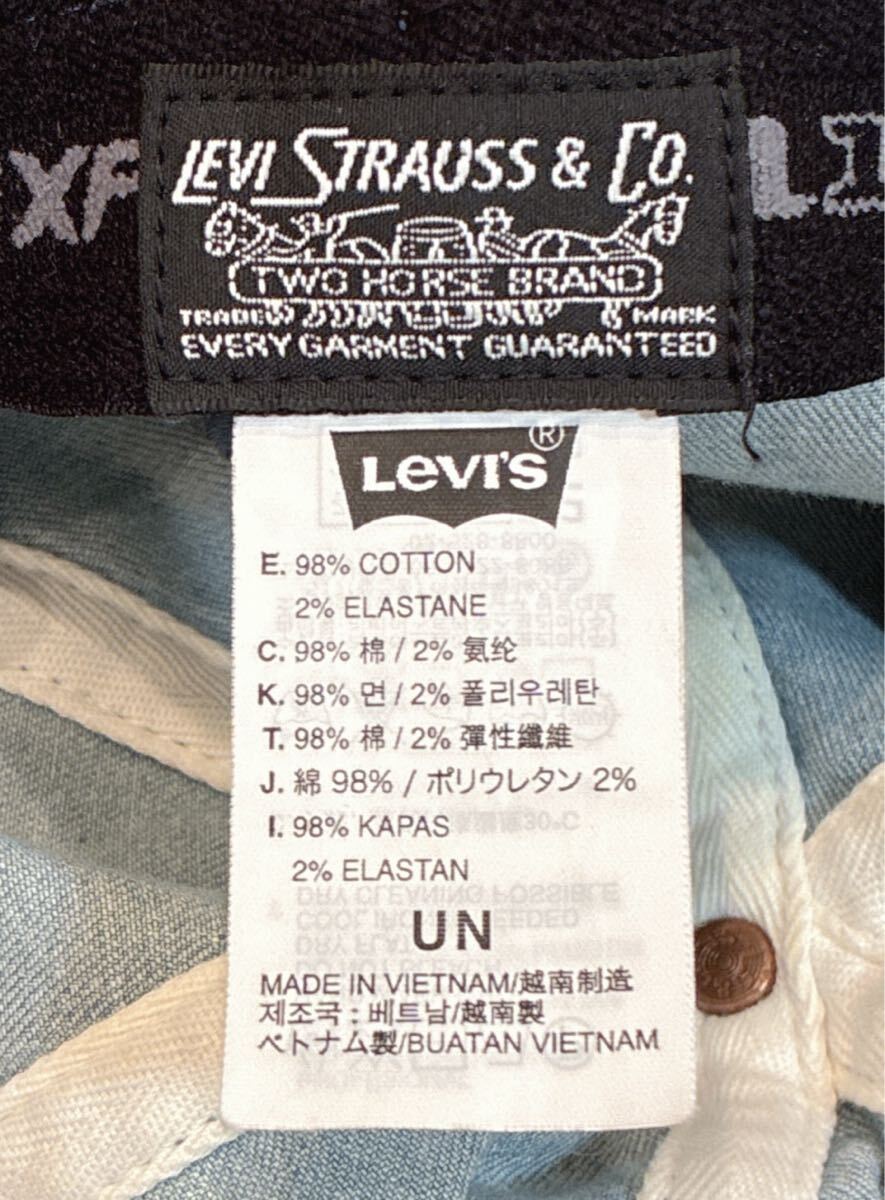 LEVI STRAUSS & CO.
TWO HORSE BRAND
TRADE MARK
EVERY GARMENT GUARANTEED
LEVI'S®
E. 98% COTTON
2% ELASTANE
C. 98% 棉 / 2% 氨纶
K. 98% 면 / 2% 폴리우레탄
T. 98% 棉 / 2% 彈性纖維
J. 綿 98% / ポリウレタン 2%
I. 98% KAPAS
2% ELASTAN
UN
MADE IN VIETNAM/越南制造
제조국 : 베트남/越南製
ベトナム製/BUATAN VIETNAM